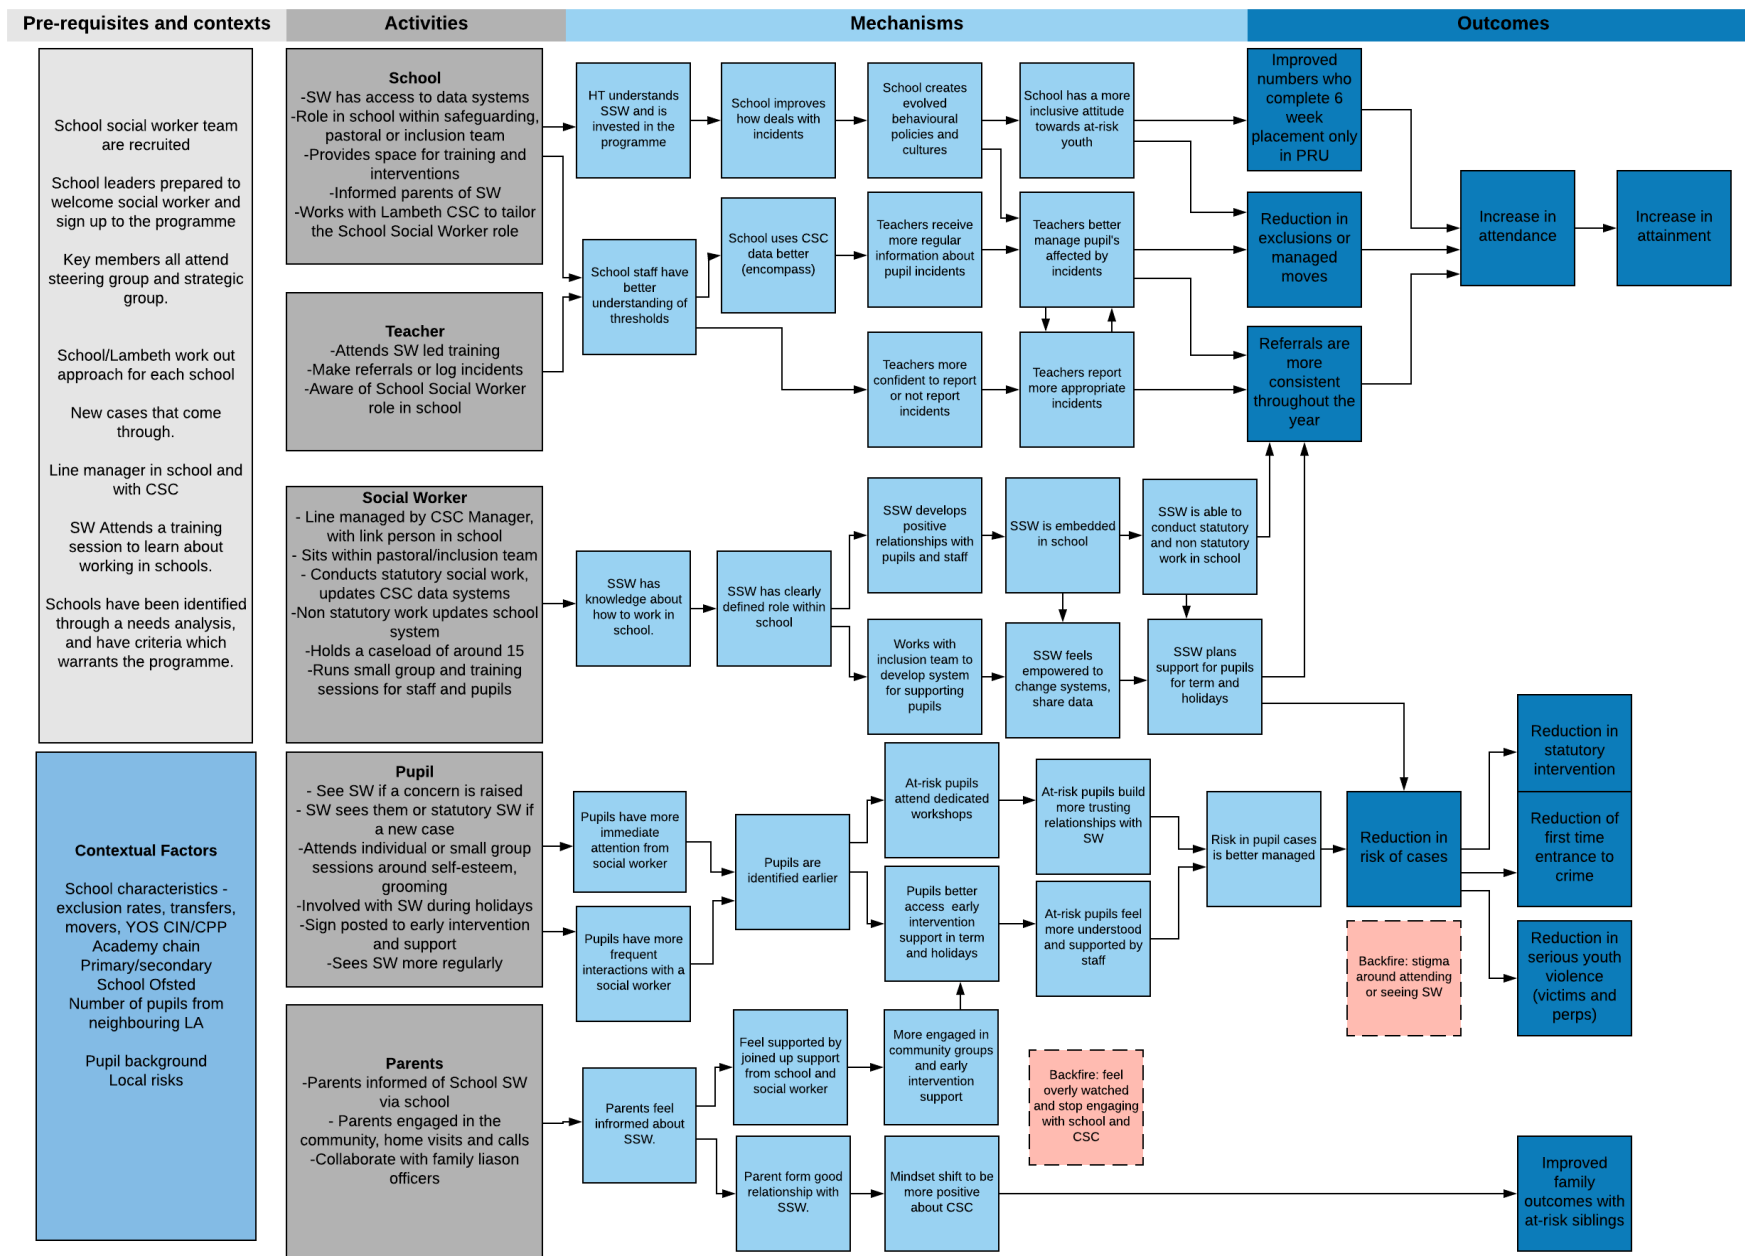 Pre-requisites and contexts
Activities
Mechanisms
Outcomes
School social worker team
are recruited
School leaders prepared to
welcome social worker and
sign up to the programme
Key members all attend
steering group and strategic
group.
School/Lambeth work out
approach for each school
New cases that come
through.
Line manager in school and
with CSC
SW Attends a training
session to learn about
working in schools.
Schools have been identified
through a needs analysis,
and have criteria which
warrants the programme.
Contextual Factors
School characteristics -
exclusion rates, transfers,
movers, YOS CIN/CPP
Academy chain
Primary/secondary
School Ofsted
Number of pupils from
neighbouring LA
Pupil background
Local risks
School
-SW has access to data systems
-Role in school within safeguarding,
pastoral or inclusion team
-Provides space for training and
interventions
-Informed parents of SW
-Works with Lambeth CSC to tailor
the School Social Worker role
Teacher
-Attends SW led training
-Make referrals or log incidents
-Aware of School Social Worker
role in school
Social Worker
- Line managed by CSC Manager,
with link person in school
- Sits within pastoral/inclusion team
- Conducts statutory social work,
updates CSC data systems
-Non statutory work updates school
system
-Holds a caseload of around 15
-Runs small group and training
sessions for staff and pupils
Pupil
- See SW if a concern is raised
- SW sees them or statutory SW if
a new case
-Attends individual or small group
sessions around self-esteem,
grooming
-Involved with SW during holidays
-Sign posted to early intervention
and support
-Sees SW more regularly
Parents
-Parents informed of School SW
via school
- Parents engaged in the
community, home visits and calls
-Collaborate with family liason
officers
HT understands
SSW and is
invested in the
programme
School improves
how deals with
incidents
School creates
evolved
behavioural
policies and
cultures
School has a more
inclusive attitude
towards at-risk
youth
School staff have
better
understanding of
thresholds
School uses CSC
data better
(encompass)
Teachers receive
more regular
information about
pupil incidents
Teachers better
manage pupil's
affected by
incidents
Teachers more
confident to report
or not report
incidents
Teachers report
more appropriate
incidents
SSW has
knowledge about
how to work in
school.
SSW has clearly
defined role within
school
SSW develops
positive
relationships with
pupils and staff
SSW is embedded
in school
SSW is able to
conduct statutory
and non statutory
work in school
Works with
inclusion team to
develop system
for supporting
pupils
SSW feels
empowered to
change systems,
share data
SSW plans
support for pupils
for term and
holidays
Pupils have more
immediate
attention from
social worker
Pupils have more
frequent
interactions with a
social worker
Pupils are
identified earlier
At-risk pupils
attend dedicated
workshops
Pupils better
access  early
intervention
support in term
and holidays
At-risk pupils build
more trusting
relationships with
SW
At-risk pupils feel
more understood
and supported by
staff
Risk in pupil cases
is better managed
Parents feel
infrormed about
SSW.
Feel supported by
joined up support
from school and
social worker
More engaged in
community groups
and early
intervention
support
Parent form good
relationship with
SSW.
Mindset shift to be
more positive
about CSC
Backfire: feel
overly watched
and stop engaging
with school and
CSC
Improved
numbers who
complete 6
week
placement only
in PRU
Reduction in
exclusions or
managed
moves
Referrals are
more
consistent
throughout the
year
Increase in
attendance
Increase in
attainment
Reduction in
risk of cases
Backfire: stigma
around attending
or seeing SW
Reduction in
statutory
intervention
Reduction of
first time
entrance to
crime
Reduction in
serious youth
violence
(victims and
perps)
Improved
family
outcomes with
at-risk siblings